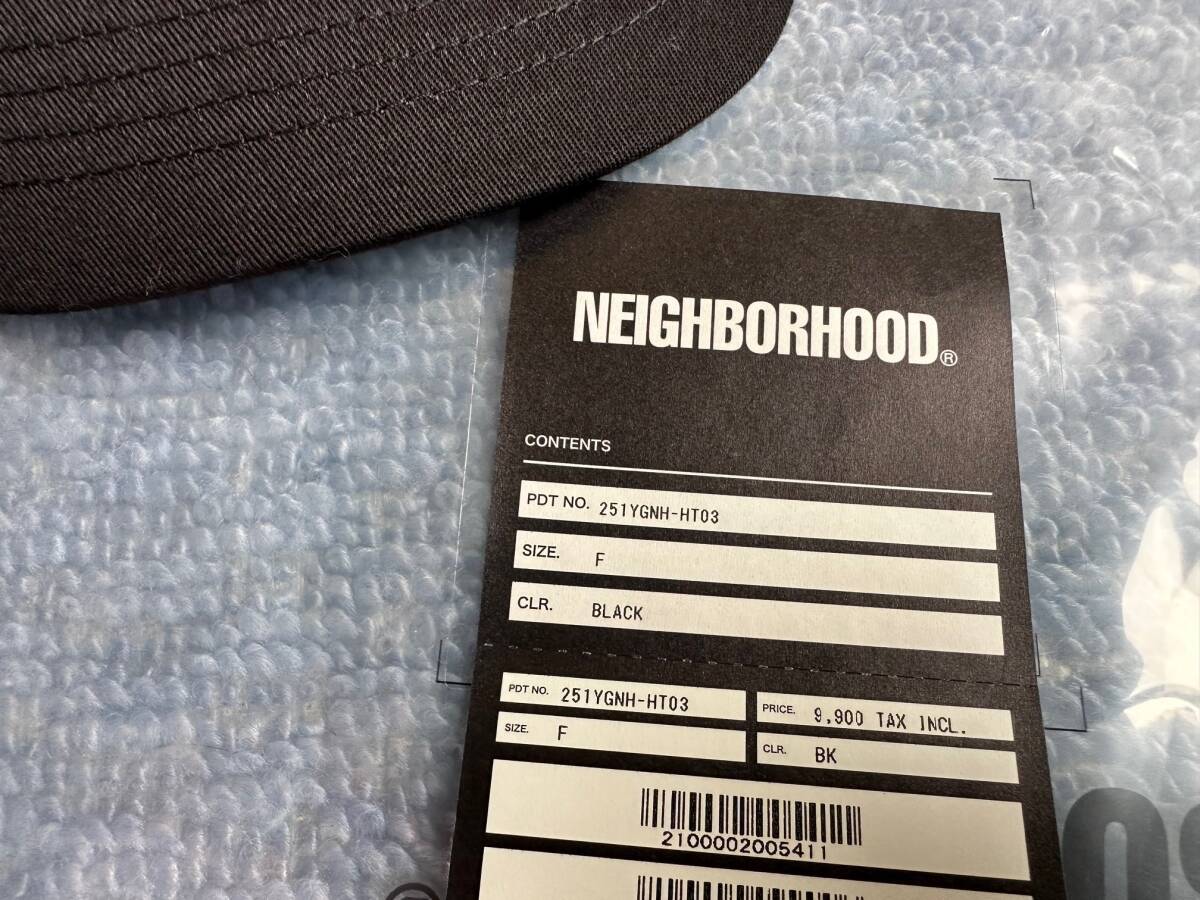 NEIGHBORHOOD®
CONTENTS
PDT NO. 251YGNH-HT03
SIZE. F
CLR. BLACK
PDT NO. 251YGNH-HT03
PRICE. 9,900 TAX INCL.
SIZE. F
CLR. BK
2100002005411
®